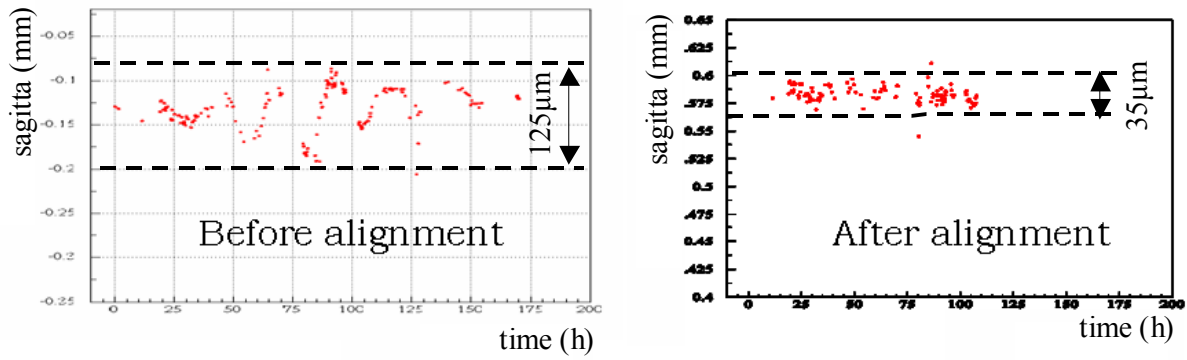 sagitta (mm)
-0.05
-0.1
-0.15
-0.2
-0.25
-0.3
-0.25
125μm
Before alignment
0 25 50 75 100 125 150 175 200
time (h)
sagitta (mm)
0.65
.625
0.6
.575
0.55
.525
0.5
.475
0.45
.425
0.4
35μm
After alignment
0 25 50 75 100 125 150 175 200
time (h)